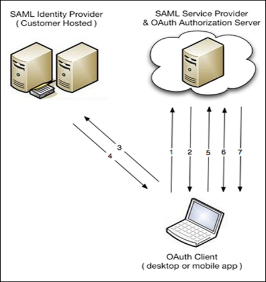 SAML Identity Provider
( Customer Hosted )
SAML Service Provider
& OAuth Authorization Server
3
4
1
2
5
6
7
OAuth Client
( desktop or mobile app )